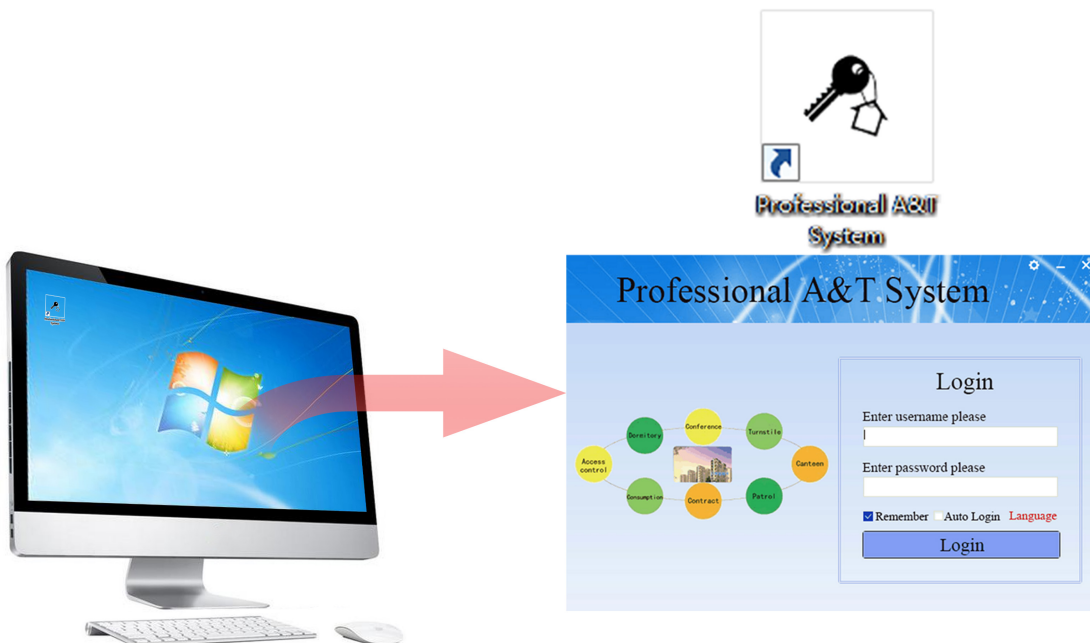 Professional A&T
System
Professional A&T System
Login
Enter username please
Enter password please
Remember Auto Login Language
Login
Conference
Dormitory
Turnstile
Access
control
Canteen
Consumption
Contract
Patrol